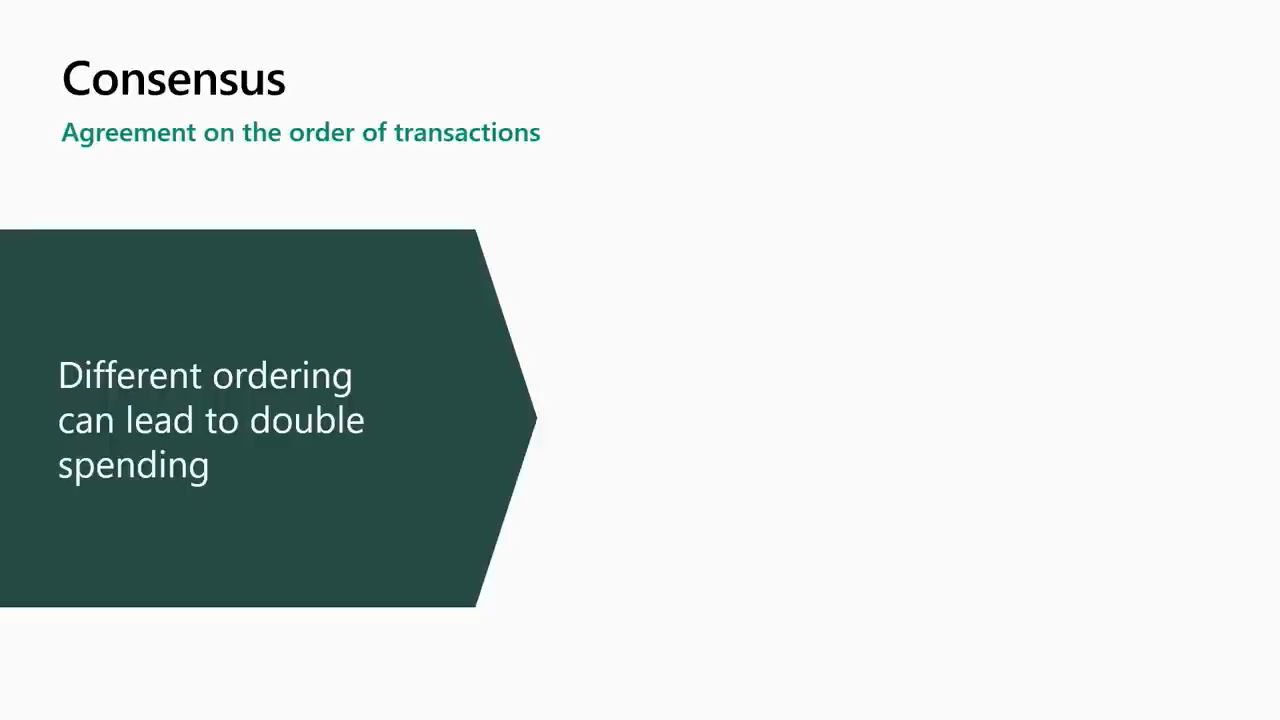 Consensus
Agreement on the order of transactions
Different ordering
can lead to double
spending